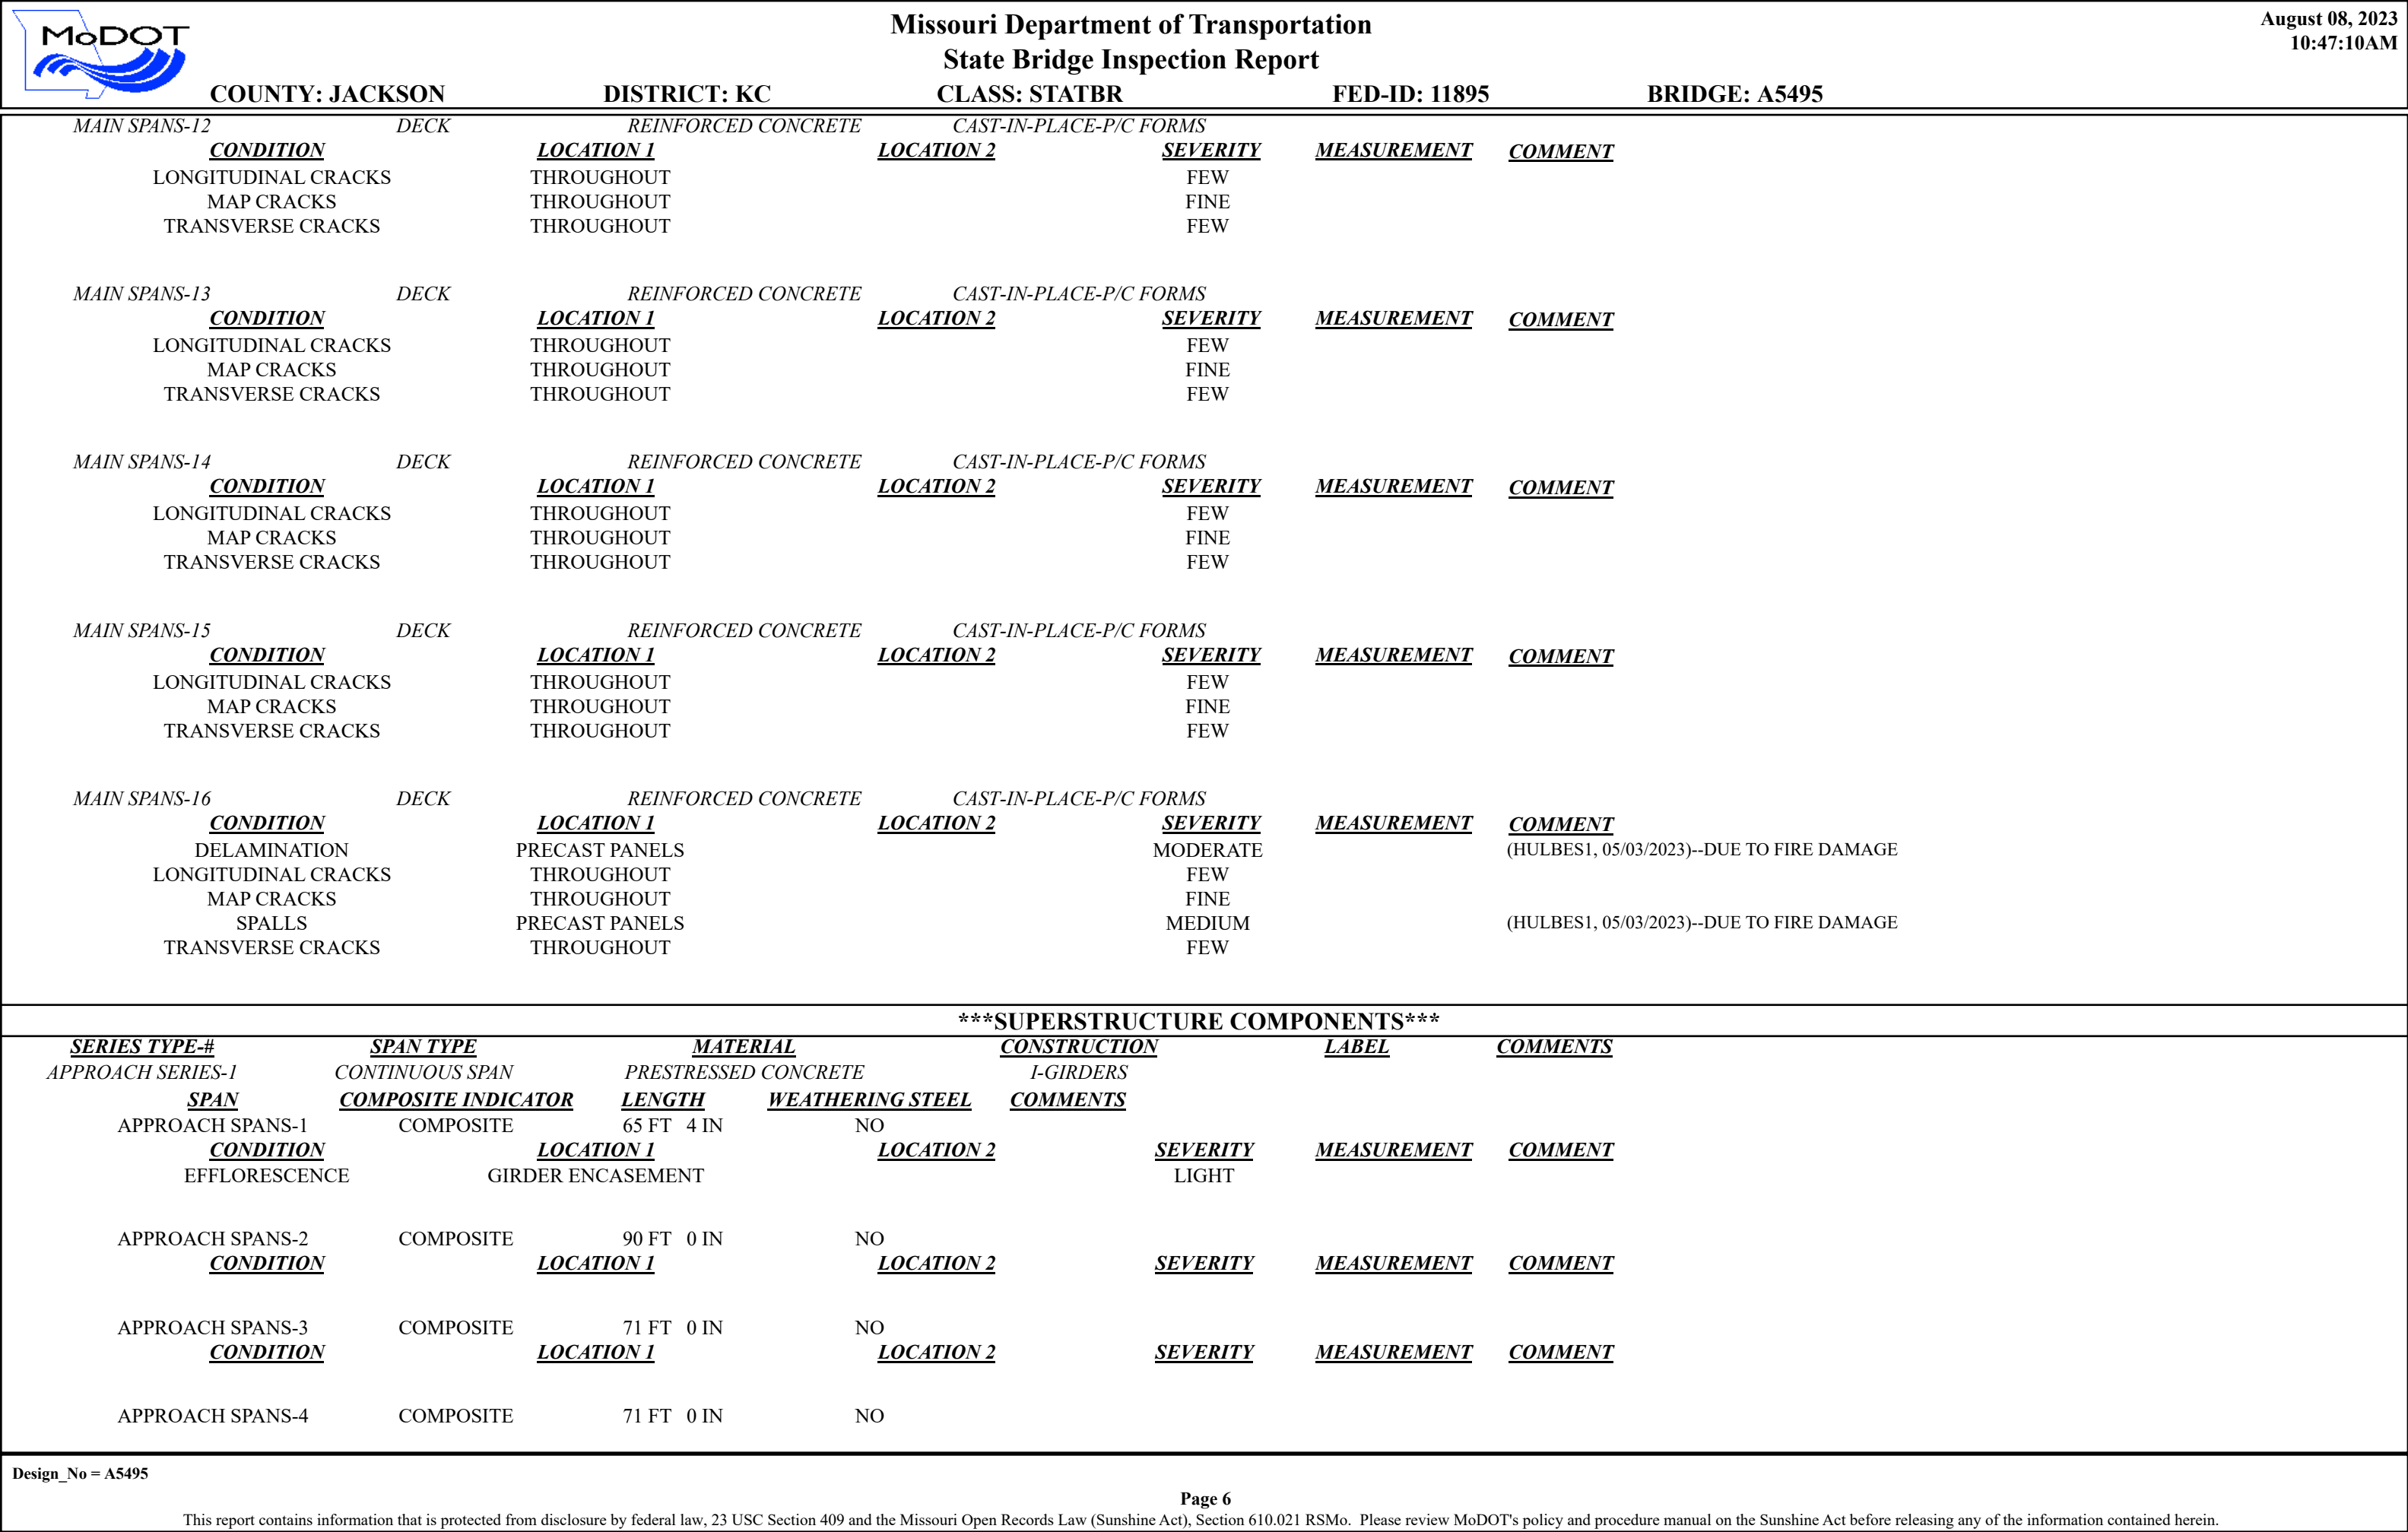 MoDOT
Missouri Department of Transportation
August 08, 2023
State Bridge Inspection Report
10:47:10AM
COUNTY: JACKSON DISTRICT: KC CLASS: STATBR FED-ID: 11895 BRIDGE: A5495
MAIN SPANS-12 DECK REINFORCED CONCRETE CAST-IN-PLACE-P/C FORMS
CONDITION LOCATION 1 LOCATION 2 SEVERITY MEASUREMENT COMMENT
LONGITUDINAL CRACKS THROUGHOUT FEW
MAP CRACKS THROUGHOUT FINE
TRANSVERSE CRACKS THROUGHOUT FEW
MAIN SPANS-13 DECK REINFORCED CONCRETE CAST-IN-PLACE-P/C FORMS
CONDITION LOCATION 1 LOCATION 2 SEVERITY MEASUREMENT COMMENT
LONGITUDINAL CRACKS THROUGHOUT FEW
MAP CRACKS THROUGHOUT FINE
TRANSVERSE CRACKS THROUGHOUT FEW
MAIN SPANS-14 DECK REINFORCED CONCRETE CAST-IN-PLACE-P/C FORMS
CONDITION LOCATION 1 LOCATION 2 SEVERITY MEASUREMENT COMMENT
LONGITUDINAL CRACKS THROUGHOUT FEW
MAP CRACKS THROUGHOUT FINE
TRANSVERSE CRACKS THROUGHOUT FEW
MAIN SPANS-15 DECK REINFORCED CONCRETE CAST-IN-PLACE-P/C FORMS
CONDITION LOCATION 1 LOCATION 2 SEVERITY MEASUREMENT COMMENT
LONGITUDINAL CRACKS THROUGHOUT FEW
MAP CRACKS THROUGHOUT FINE
TRANSVERSE CRACKS THROUGHOUT FEW
MAIN SPANS-16 DECK REINFORCED CONCRETE CAST-IN-PLACE-P/C FORMS
CONDITION LOCATION 1 LOCATION 2 SEVERITY MEASUREMENT COMMENT
DELAMINATION PRECAST PANELS MODERATE (HULBES1, 05/03/2023)--DUE TO FIRE DAMAGE
LONGITUDINAL CRACKS THROUGHOUT FEW
MAP CRACKS THROUGHOUT FINE
SPALLS PRECAST PANELS MEDIUM (HULBES1, 05/03/2023)--DUE TO FIRE DAMAGE
TRANSVERSE CRACKS THROUGHOUT FEW
***SUPERSTRUCTURE COMPONENTS***
SERIES TYPE-# SPAN TYPE MATERIAL CONSTRUCTION LABEL COMMENTS
APPROACH SERIES-1 CONTINUOUS SPAN PRESTRESSED CONCRETE I-GIRDERS
SPAN COMPOSITE INDICATOR LENGTH WEATHERING STEEL COMMENTS
APPROACH SPANS-1 COMPOSITE 65 FT 4 IN NO
CONDITION LOCATION 1 LOCATION 2 SEVERITY MEASUREMENT COMMENT
EFFLORESCENCE GIRDER ENCASEMENT LIGHT
APPROACH SPANS-2 COMPOSITE 90 FT 0 IN NO
CONDITION LOCATION 1 LOCATION 2 SEVERITY MEASUREMENT COMMENT
APPROACH SPANS-3 COMPOSITE 71 FT 0 IN NO
CONDITION LOCATION 1 LOCATION 2 SEVERITY MEASUREMENT COMMENT
APPROACH SPANS-4 COMPOSITE 71 FT 0 IN NO
Design_No = A5495
Page 6
This report contains information that is protected from disclosure by federal law, 23 USC Section 409 and the Missouri Open Records Law (Sunshine Act), Section 610.021 RSMo. Please review MoDOT's policy and procedure manual on the Sunshine Act before releasing any of the information contained herein.